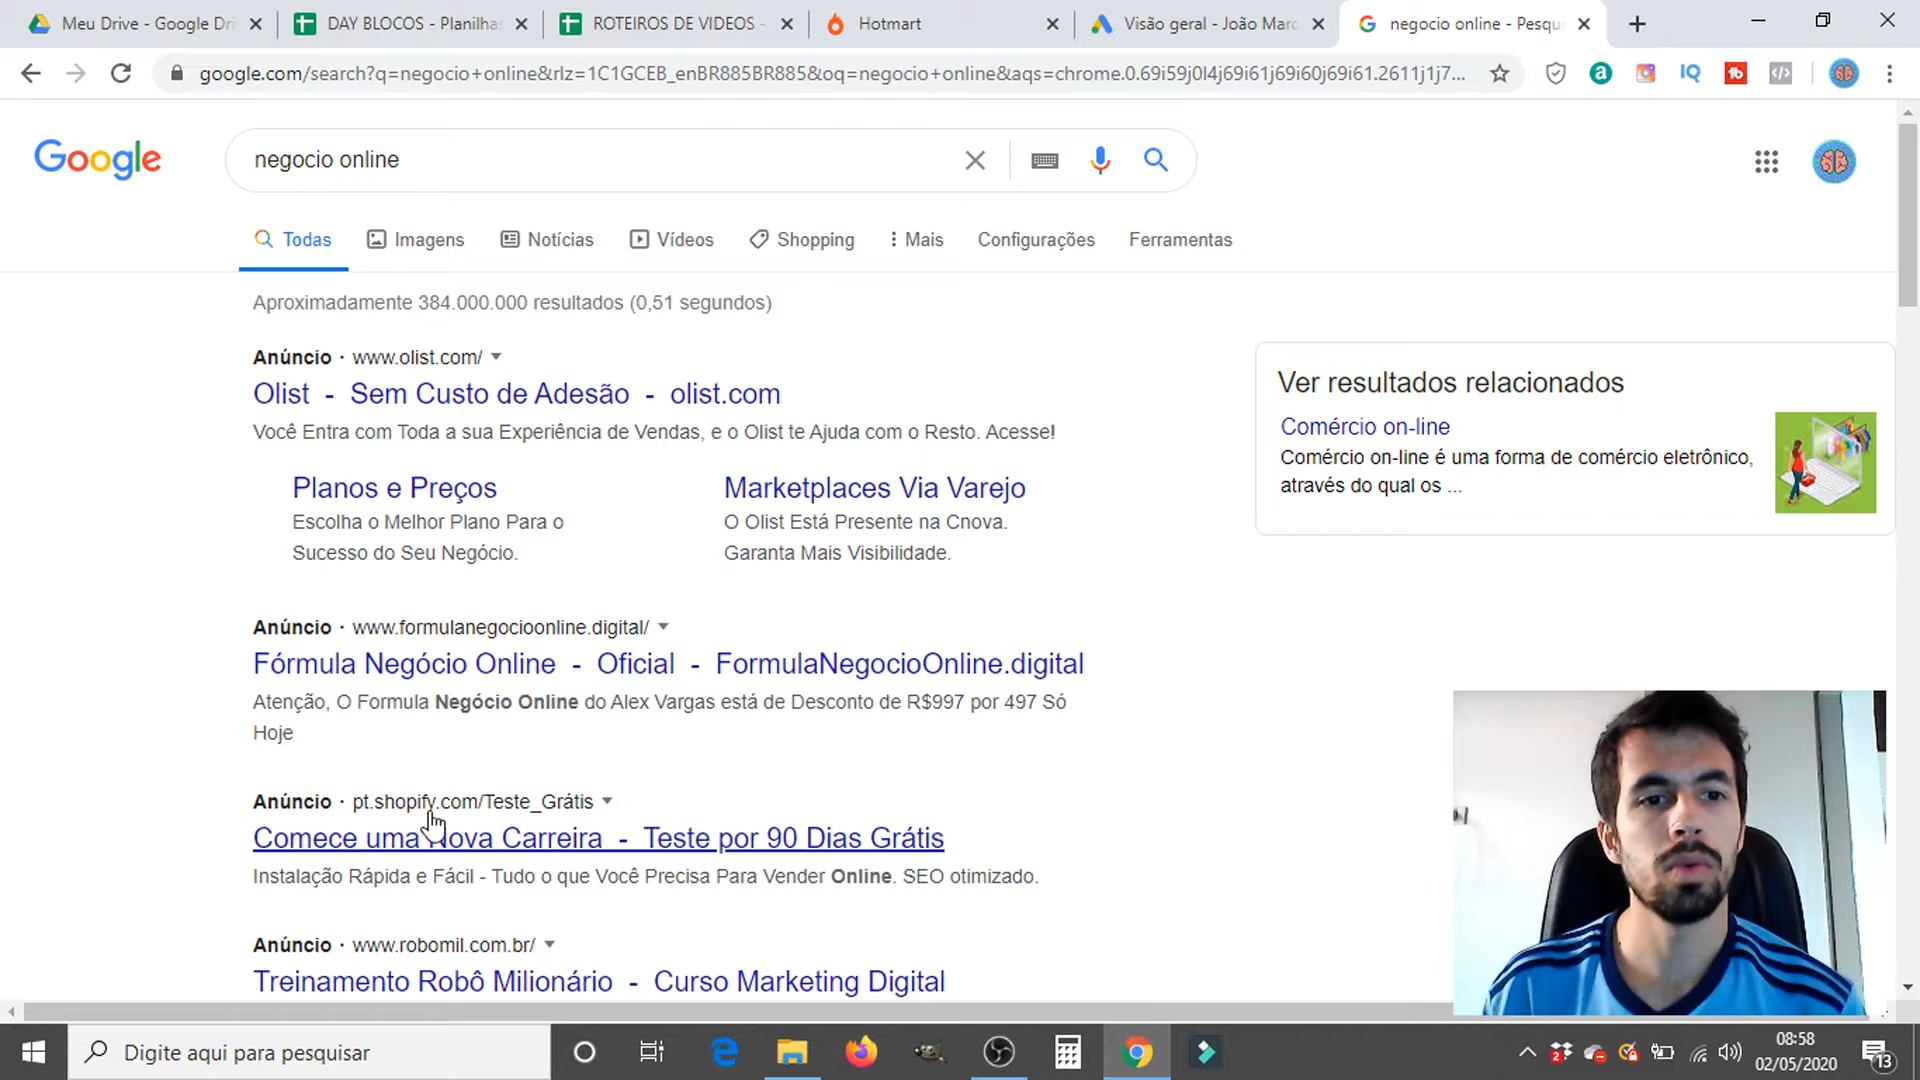 Meu Drive - Google Dri
DAY BLOCOS - Planilhas
ROTEIROS DE VIDEOS -
Hotmart
Visão geral - João Marc
negocio online - Pesqui
google.com/search?q=negocio+online&rlz=1C1GCEB_enBR885BR885&oq=negocio+online&aqs=chrome.0.69i59j0l4j69i61j69i60j69i61.2611j1j7...
IQ
tb
Google
negocio online
Todas
Imagens
Notícias
Vídeos
Shopping
Mais
Configurações
Ferramentas
Aproximadamente 384.000.000 resultados (0,51 segundos)
Anúncio · www.olist.com/
Olist - Sem Custo de Adesão - olist.com
Você Entra com Toda a sua Experiência de Vendas, e o Olist te Ajuda com o Resto. Acesse!
Planos e Preços
Escolha o Melhor Plano Para o
Sucesso do Seu Negócio.
Marketplaces Via Varejo
O Olist Está Presente na Cnova.
Garanta Mais Visibilidade.
Anúncio · www.formulanegocioonline.digital/
Fórmula Negócio Online - Oficial - FormulaNegocioOnline.digital
Atenção, O Formula Negócio Online do Alex Vargas está de Desconto de R$997 por 497 Só
Hoje
Anúncio · pt.shopify.com/Teste_Grátis
Comece uma Nova Carreira - Teste por 90 Dias Grátis
Instalação Rápida e Fácil - Tudo o que Você Precisa Para Vender Online. SEO otimizado.
Anúncio · www.robomil.com.br/
Treinamento Robô Milionário - Curso Marketing Digital
Ver resultados relacionados
Comércio on-line
Comércio on-line é uma forma de comércio eletrônico,
através do qual os ...
Digite aqui para pesquisar
2
08:58
02/05/2020
13